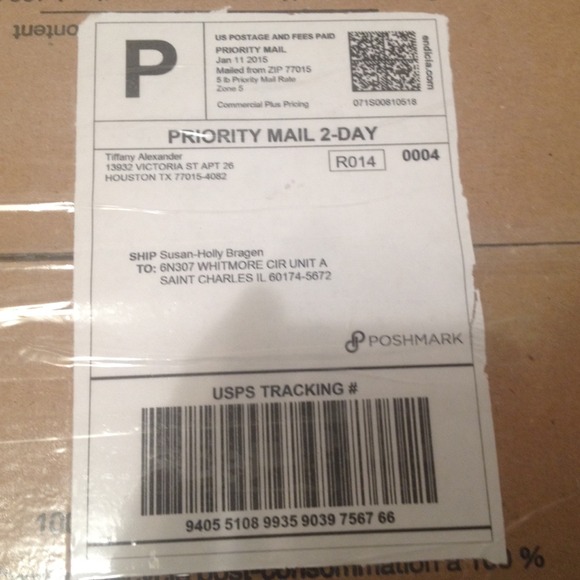 ontent
P
US POSTAGE AND FEES PAID
PRIORITY MAIL
Jan 11 2015
Mailed from ZIP 77015
5 lb Priority Mail Rate
Zone 5
Commercial Plus Pricing
endicia.com
071S00810518
PRIORITY MAIL 2-DAY
Tiffany Alexander
13932 VICTORIA ST APT 26
HOUSTON TX 77015-4082
R014
0004
SHIP Susan-Holly Bragen
TO: 6N307 WHITMORE CIR UNIT A
SAINT CHARLES IL 60174-5672
POSHMARK
USPS TRACKING #
9405 5108 9935 9039 7567 66
post-consommation à 100 %